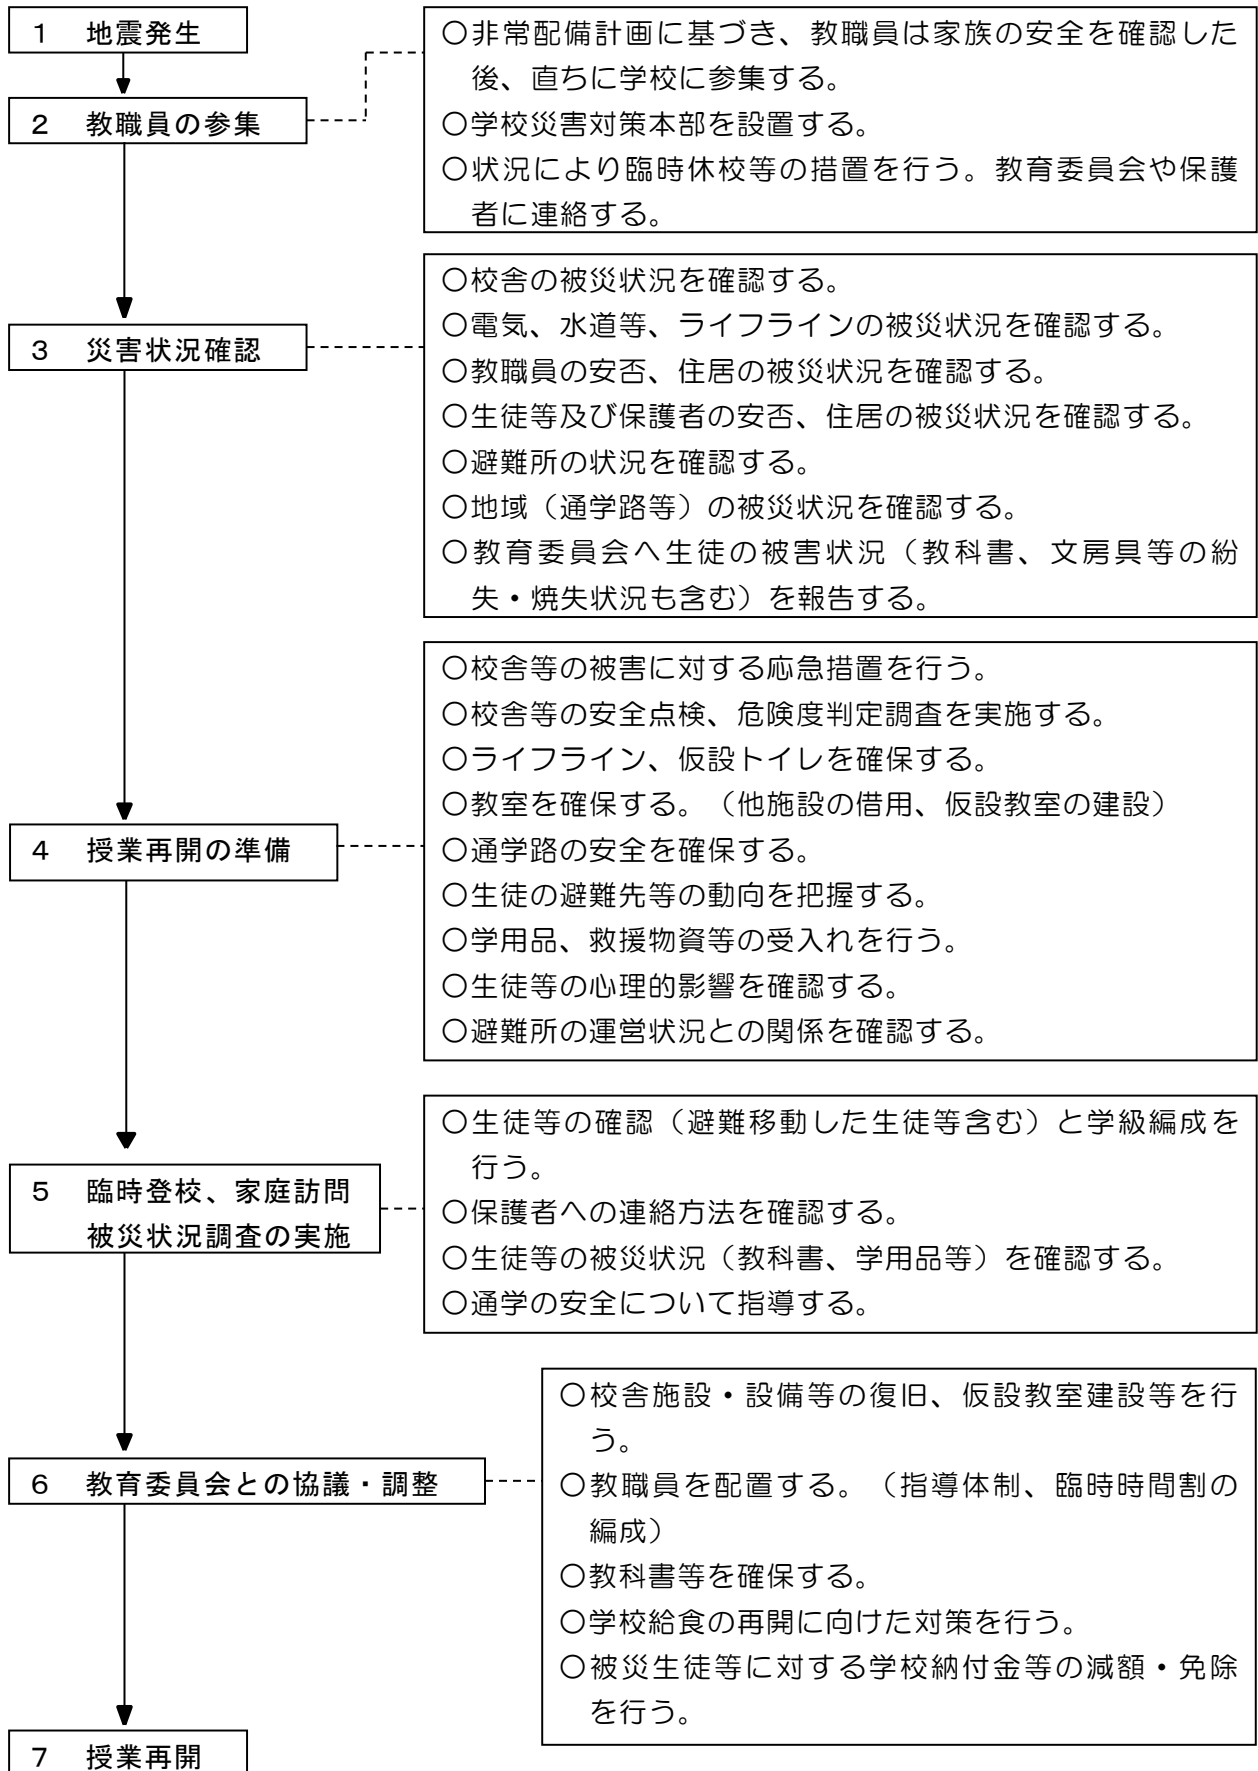 １　地震発生
２　教職員の参集
〇非常配備計画に基づき、教職員は家族の安全を確認した
後、直ちに学校に参集する。
〇学校災害対策本部を設置する。
〇状況により臨時休校等の措置を行う。教育委員会や保護
者に連絡する。
３　災害状況確認
〇校舎の被災状況を確認する。
〇電気、水道等、ライフラインの被災状況を確認する。
〇教職員の安否、住居の被災状況を確認する。
〇生徒等及び保護者の安否、住居の被災状況を確認する。
〇避難所の状況を確認する。
〇地域（通学路等）の被災状況を確認する。
〇教育委員会へ生徒の被害状況（教科書、文房具等の紛
失・焼失状況も含む）を報告する。
４　授業再開の準備
〇校舎等の被害に対する応急措置を行う。
〇校舎等の安全点検、危険度判定調査を実施する。
〇ライフライン、仮設トイレを確保する。
〇教室を確保する。（他施設の借用、仮設教室の建設）
〇通学路の安全を確保する。
〇生徒の避難先等の動向を把握する。
〇学用品、救援物資等の受入れを行う。
〇生徒等の心理的影響を確認する。
〇避難所の運営状況との関係を確認する。
５　臨時登校、家庭訪問
被災状況調査の実施
〇生徒等の確認（避難移動した生徒等含む）と学級編成を
行う。
〇保護者への連絡方法を確認する。
〇生徒等の被災状況（教科書、学用品等）を確認する。
〇通学の安全について指導する。
６　教育委員会との協議・調整
〇校舎施設・設備等の復旧、仮設教室建設等を行
う。
〇教職員を配置する。（指導体制、臨時時間割の
編成）
〇教科書等を確保する。
〇学校給食の再開に向けた対策を行う。
〇被災生徒等に対する学校納付金等の減額・免除
を行う。
７　授業再開